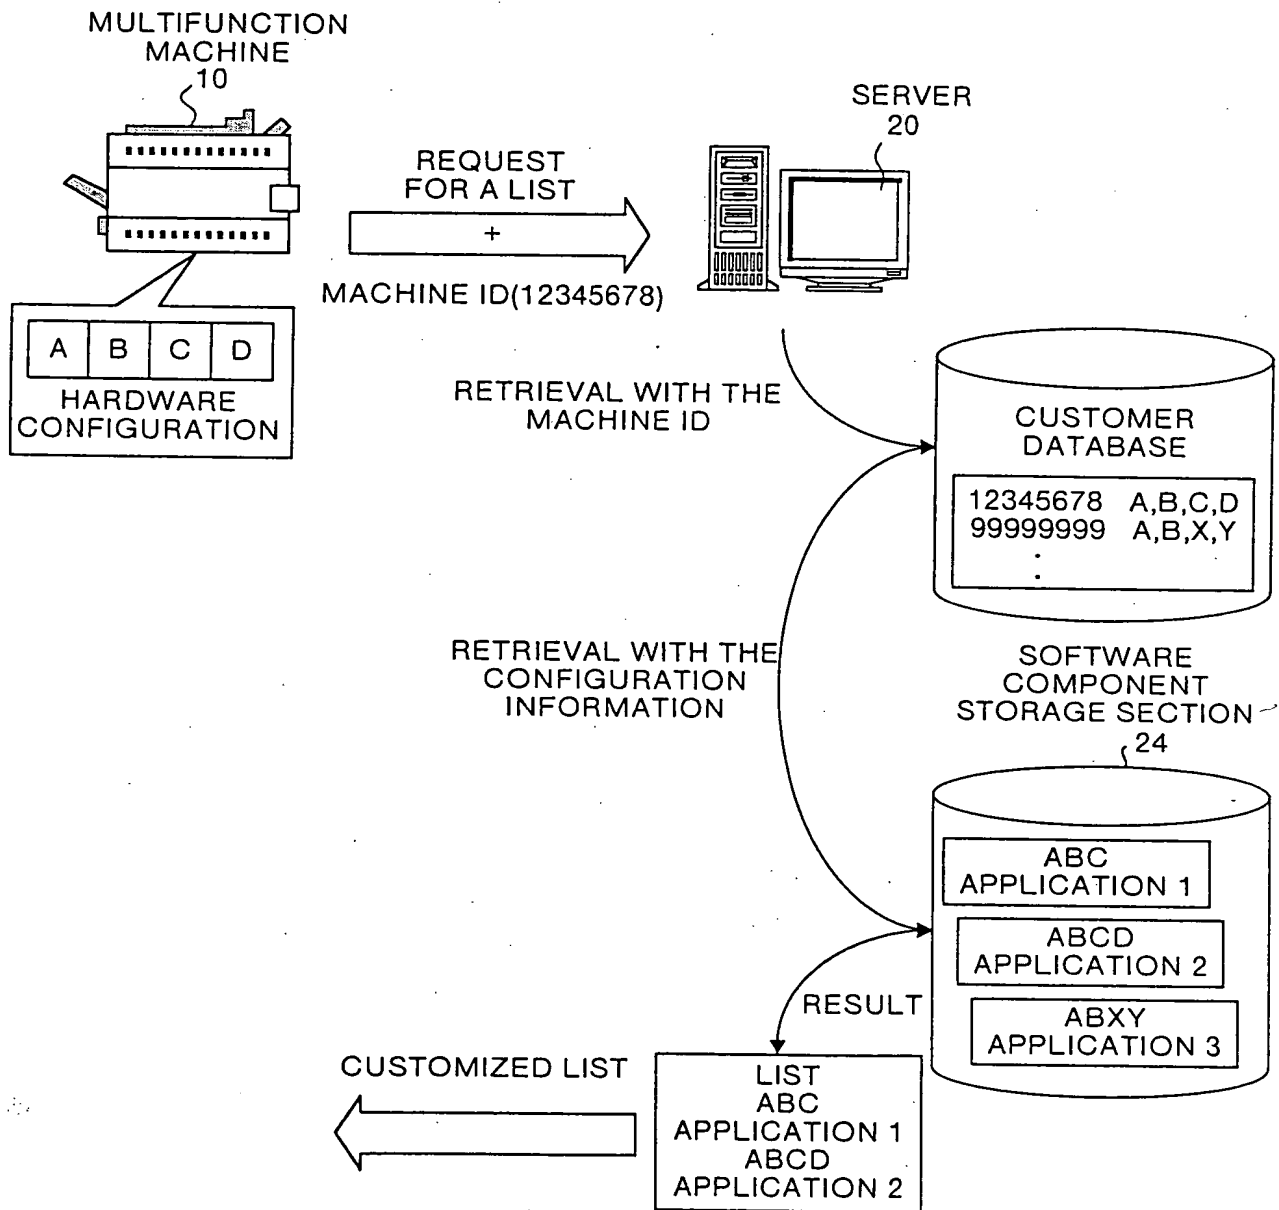 MULTIFUNCTION
MACHINE
10
SERVER
20
REQUEST
FOR A LIST
+
MACHINE ID(12345678)
A B C D
HARDWARE
CONFIGURATION
RETRIEVAL WITH THE
MACHINE ID
CUSTOMER
DATABASE
12345678 A,B,C,D
99999999 A,B,X,Y
RETRIEVAL WITH THE
CONFIGURATION
INFORMATION
SOFTWARE
COMPONENT
STORAGE SECTION
24
ABC
APPLICATION 1
ABCD
APPLICATION 2
ABXY
APPLICATION 3
RESULT
CUSTOMIZED LIST
LIST
ABC
APPLICATION 1
ABCD
APPLICATION 2